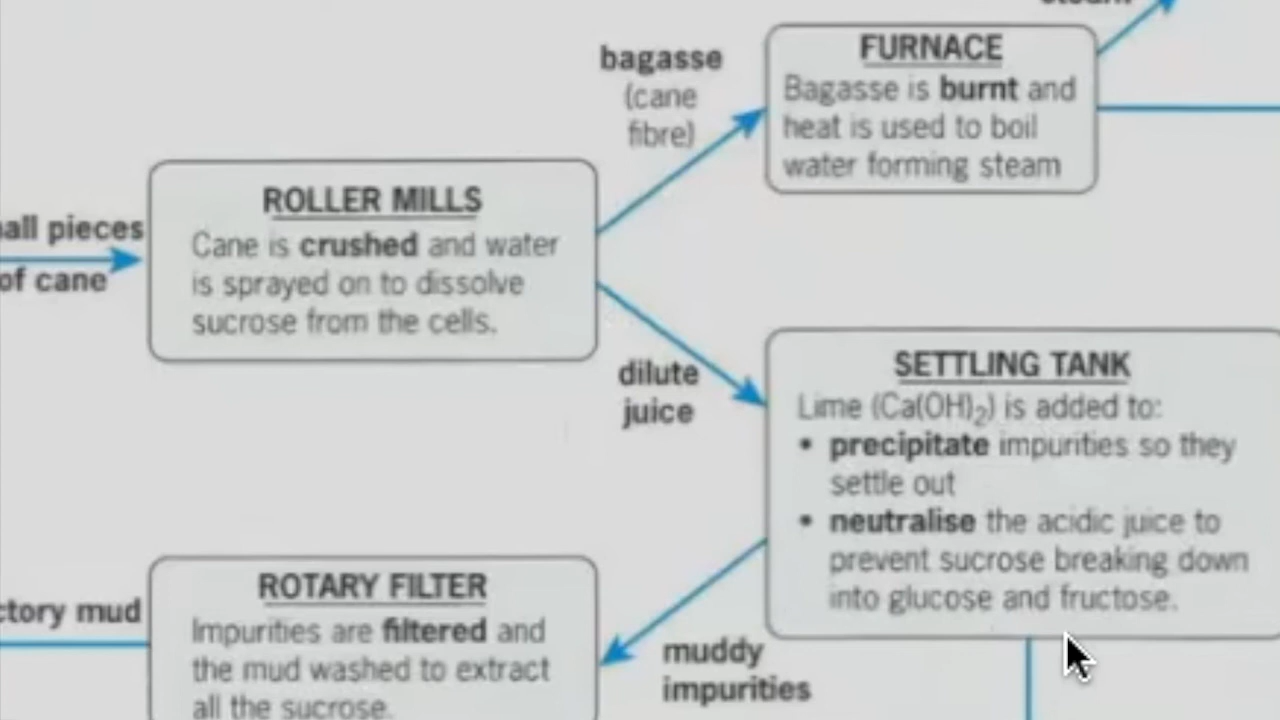 steam
bagasse
(cane
fibre)
FURNACE
Bagasse is burnt and
heat is used to boil
water forming steam
pieces
of cane
ROLLER MILLS
Cane is crushed and water
is sprayed on to dissolve
sucrose from the cells.
dilute
juice
SETTLING TANK
Lime (Ca(OH)₂) is added to:
• precipitate impurities so they
settle out
• neutralise the acidic juice to
prevent sucrose breaking down
into glucose and fructose.
mud
ROTARY FILTER
Impurities are filtered and
the mud washed to extract
all the sucrose.
muddy
impurities